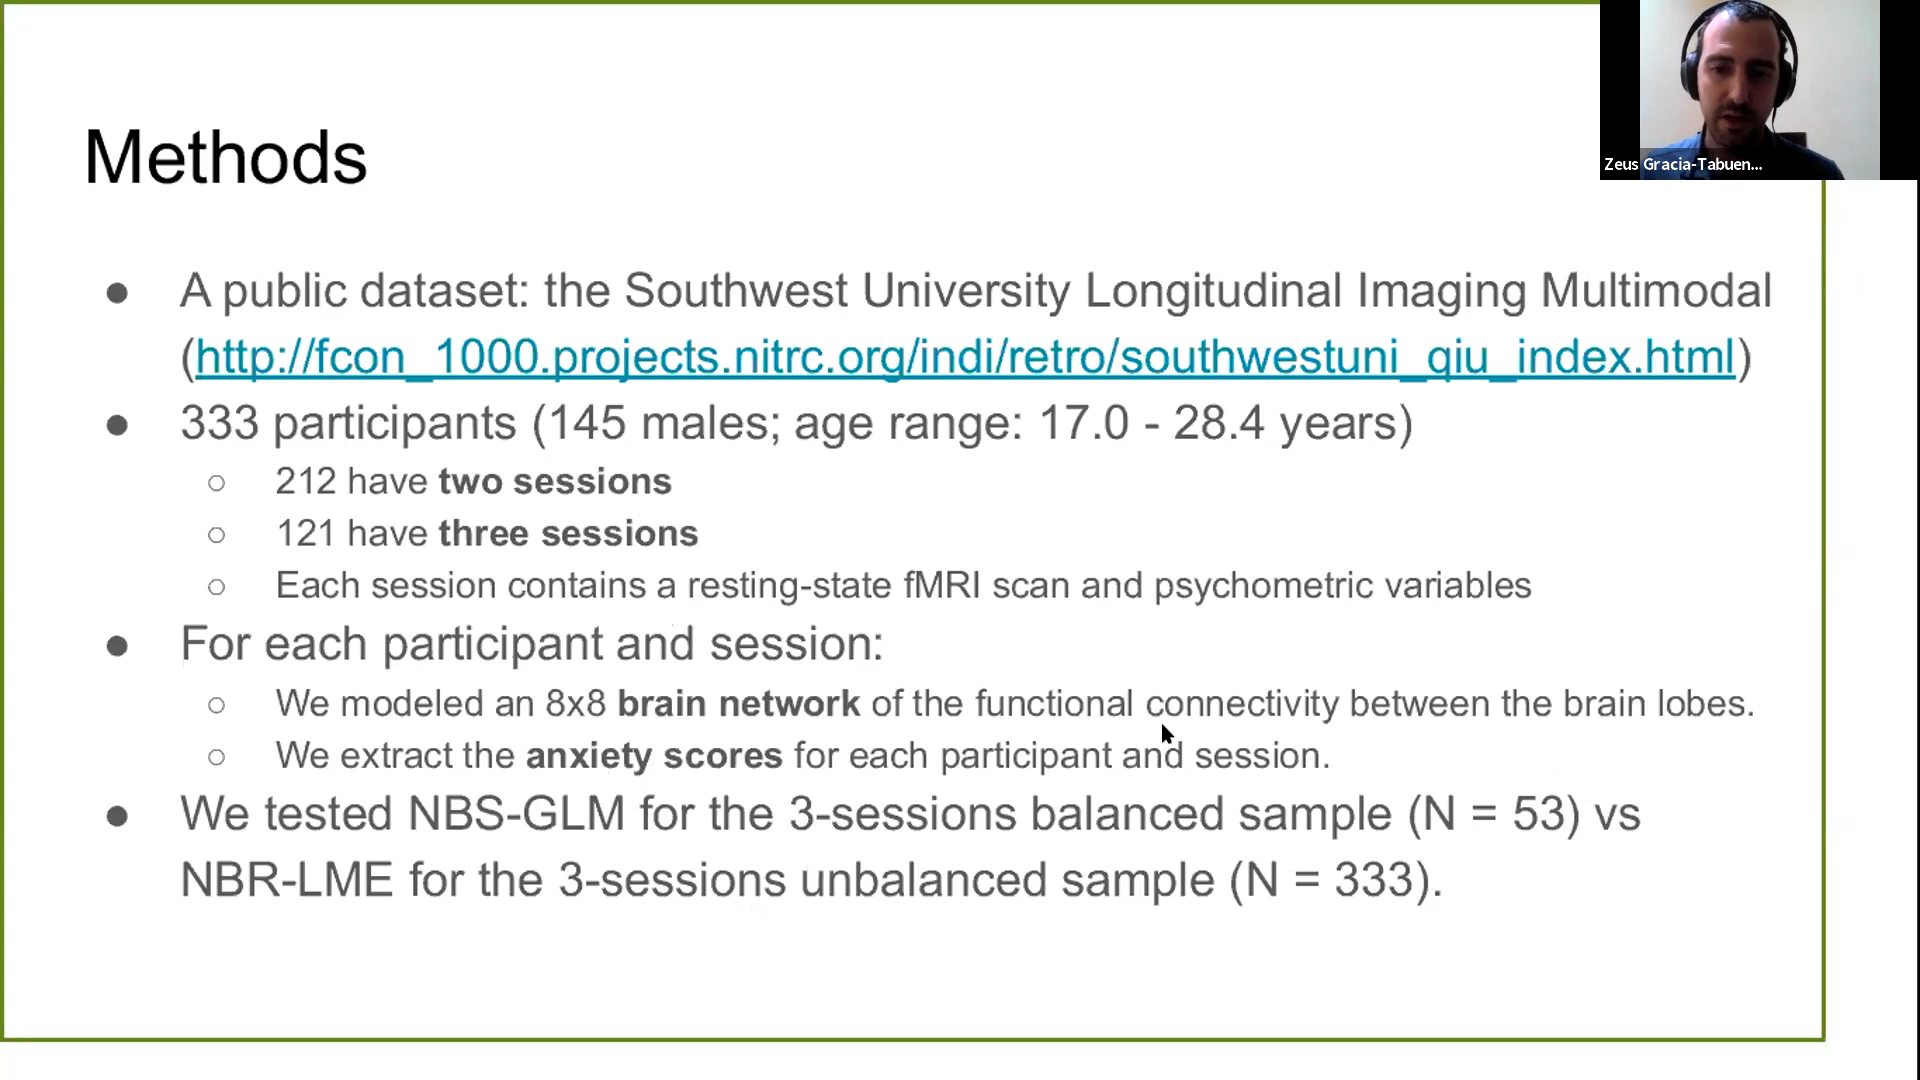 Zeus Gracia-Tabuen...
Methods
● A public dataset: the Southwest University Longitudinal Imaging Multimodal
(http://fcon_1000.projects.nitrc.org/indi/retro/southwestuni_qiu_index.html)
● 333 participants (145 males; age range: 17.0 - 28.4 years)
○ 212 have two sessions
○ 121 have three sessions
○ Each session contains a resting-state fMRI scan and psychometric variables
● For each participant and session:
○ We modeled an 8x8 brain network of the functional connectivity between the brain lobes.
○ We extract the anxiety scores for each participant and session.
● We tested NBS-GLM for the 3-sessions balanced sample (N = 53) vs
NBR-LME for the 3-sessions unbalanced sample (N = 333).